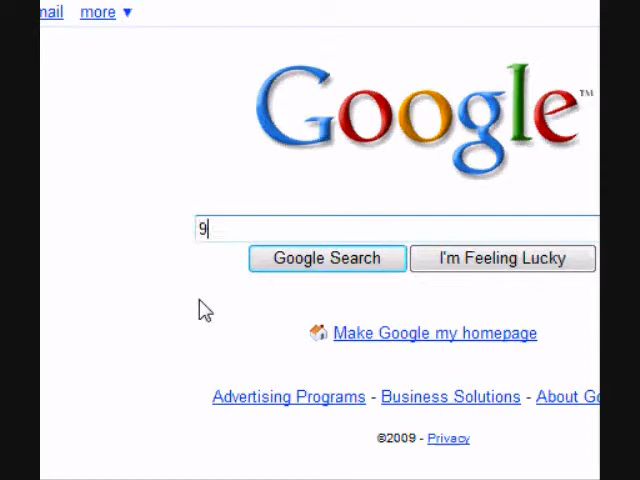 mail more ▼
Google™
9
Google Search I'm Feeling Lucky
Make Google my homepage
Advertising Programs - Business Solutions - About Go
©2009 - Privacy